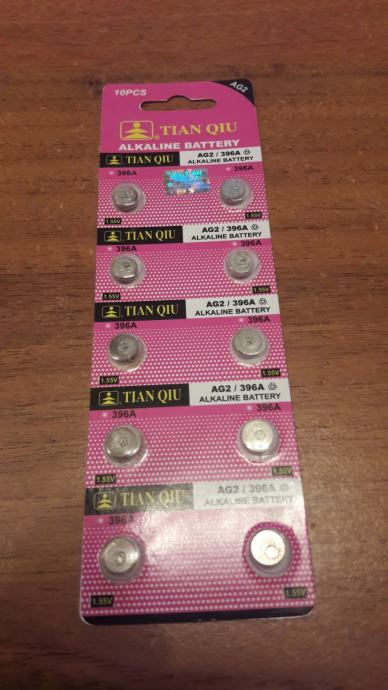 10PCS
AG2
® TIAN QIU
ALKALINE BATTERY
TIAN QIU AG2 / 396A
ALKALINE BATTERY
396A 396A
1.55V 1.55V
TIAN QIU AG2 / 396A
ALKALINE BATTERY
396A 396A
1.55V 1.55V
TIAN QIU AG2 / 396A
ALKALINE BATTERY
396A 396A
1.55V 1.55V
TIAN QIU AG2 / 396A
ALKALINE BATTERY
396A 396A
1.55V 1.55V
TIAN QIU AG2 / 396A
ALKALINE BATTERY
396A
1.55V 1.55V